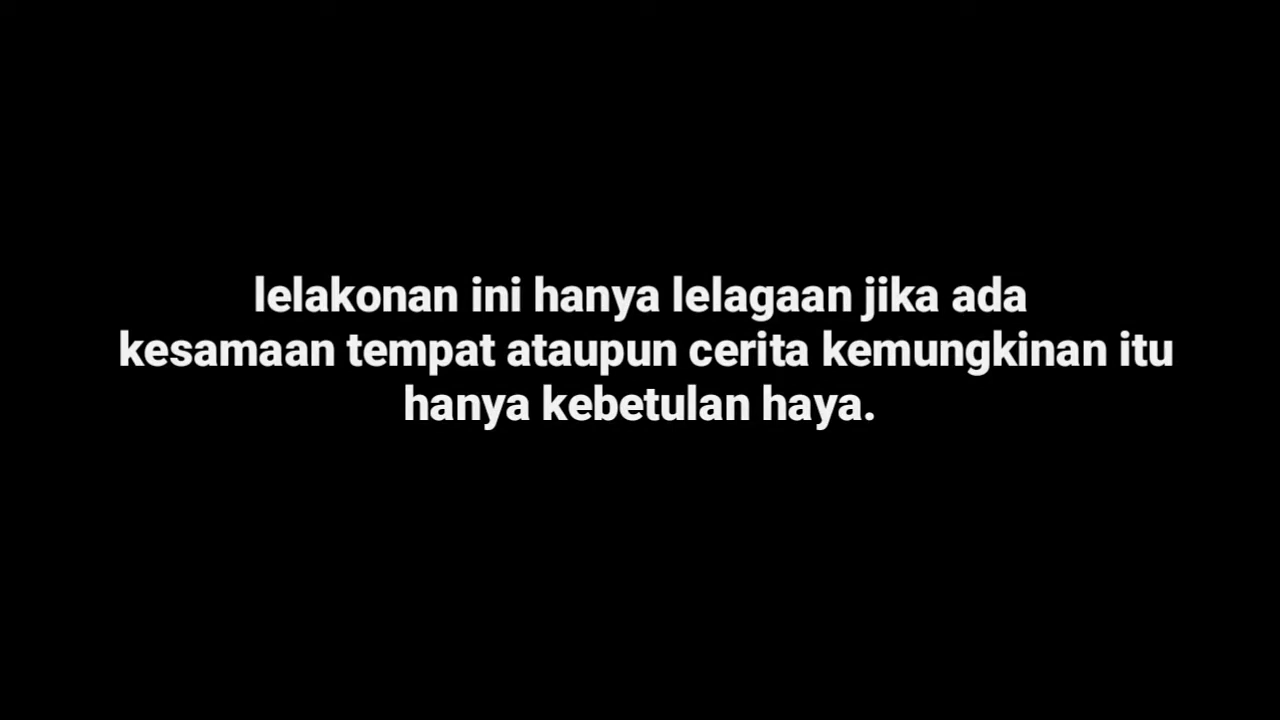 lelakonan ini hanya lelagaan jika ada
kesamaan tempat ataupun cerita kemungkinan itu
hanya kebetulan haya.